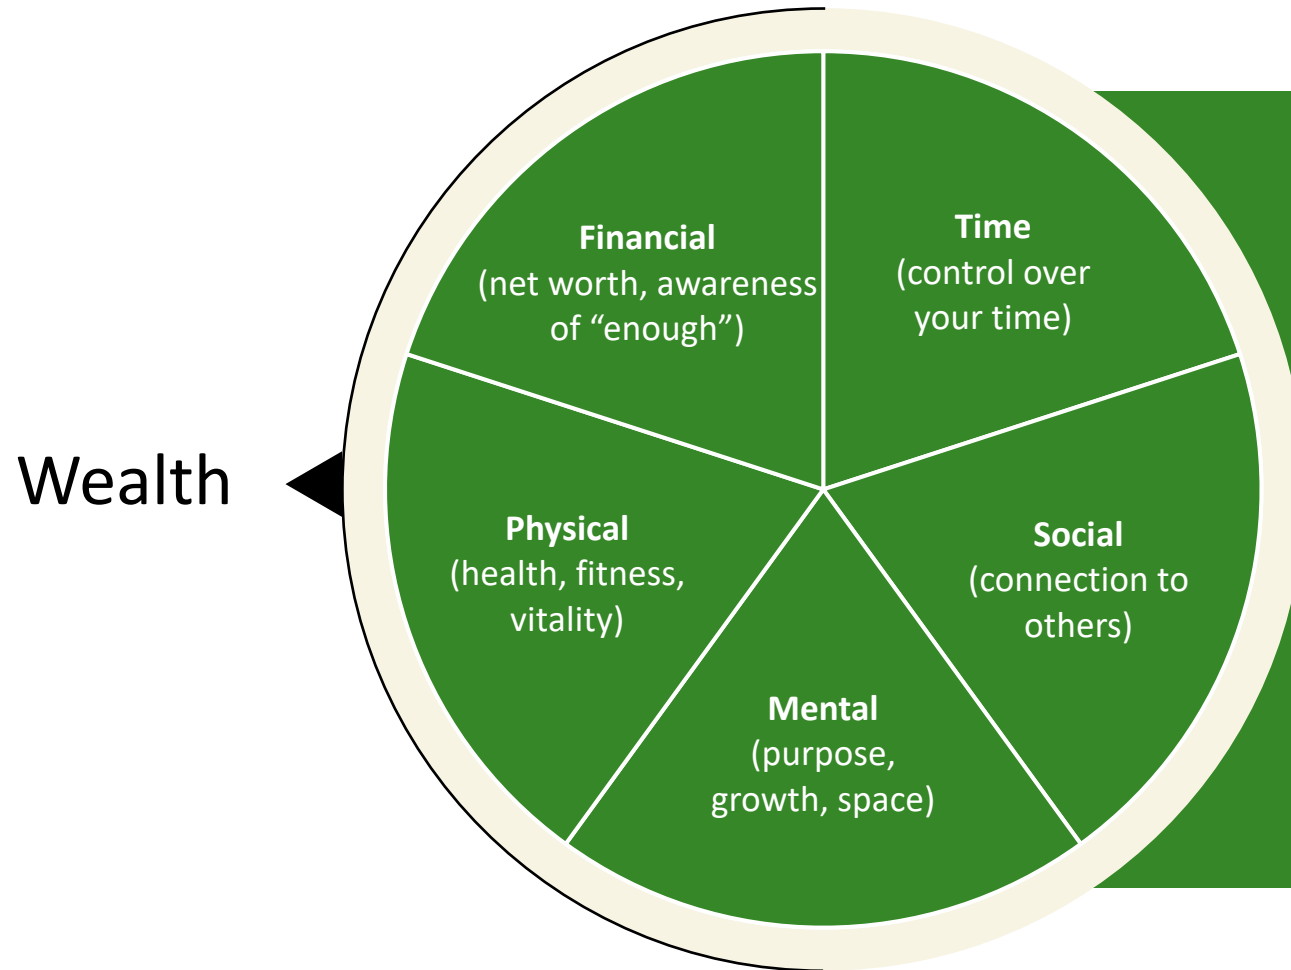 Wealth
Financial
(net worth, awareness
of “enough”)
Time
(control over
your time)
Physical
(health, fitness,
vitality)
Social
(connection to
others)
Mental
(purpose,
growth, space)